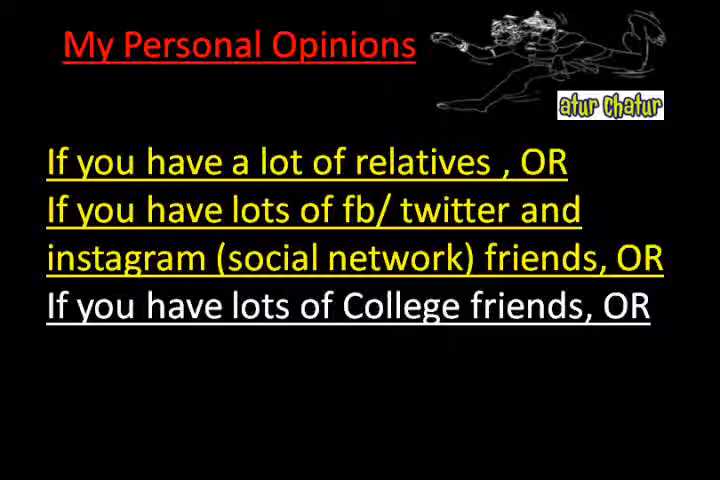 My Personal Opinions
atur chatur
If you have a lot of relatives , OR
If you have lots of fb/ twitter and
instagram (social network) friends, OR
If you have lots of College friends, OR